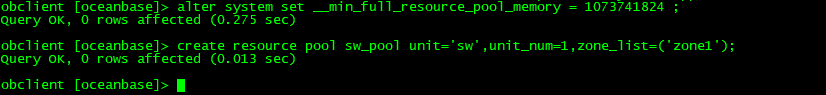 obclient [oceanbase]> alter system set __min_full_resource_pool_memory = 1073741824 ;``
Query OK, 0 rows affected (0.275 sec)
obclient [oceanbase]> create resource pool sw_pool unit='sw',unit_num=1,zone_list=('zone1');
Query OK, 0 rows affected (0.013 sec)
obclient [oceanbase]>